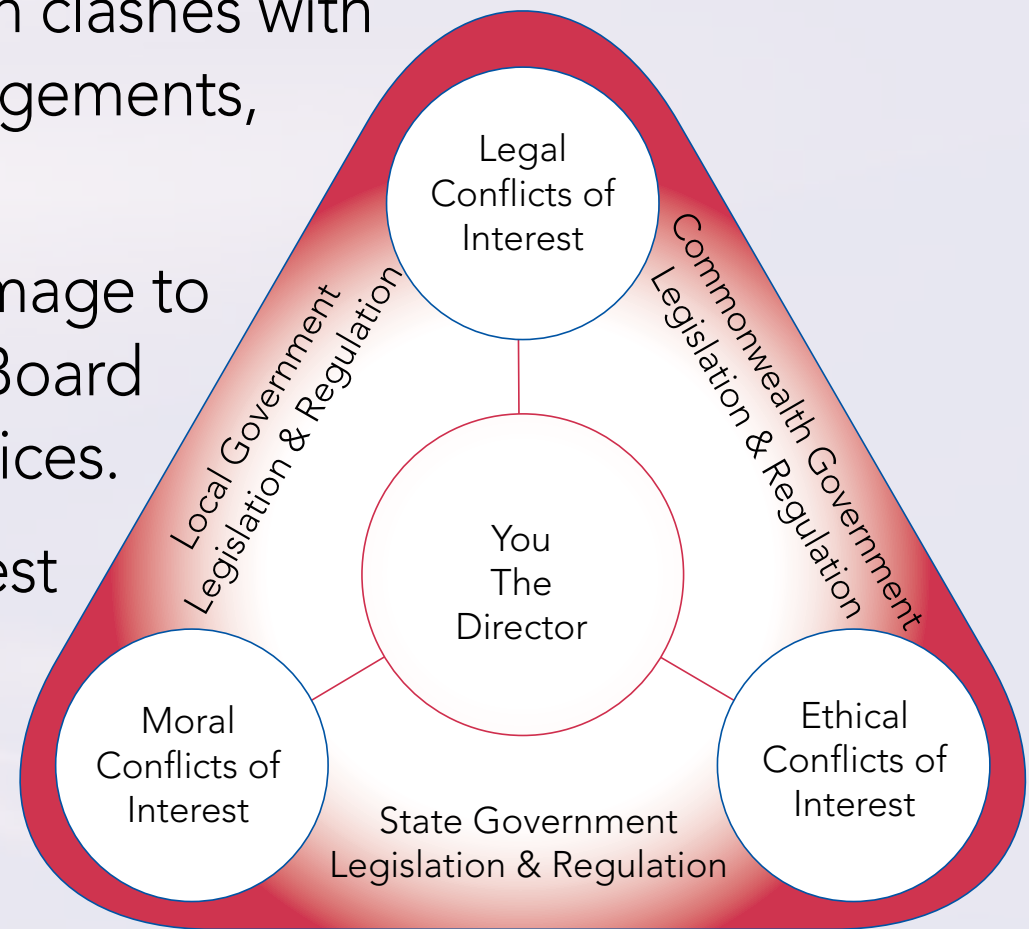 clashes with
gements,
mage to
Board
ices.
est
Legal
Conflicts of
Interest
Local Government
Legislation & Regulation
Commonwealth Government
Legislation & Regulation
You
The
Director
Moral
Conflicts of
Interest
Ethical
Conflicts of
Interest
State Government
Legislation & Regulation